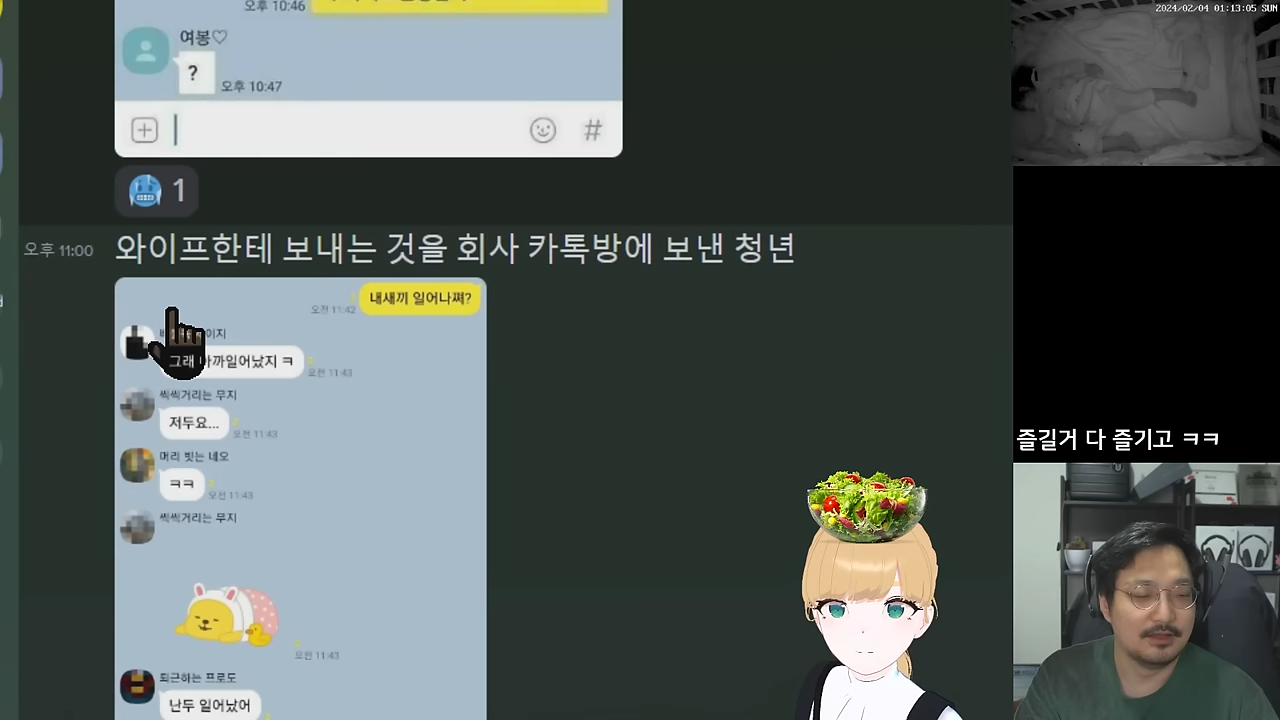 오후 10:46
여봉♡
?
오후 10:47
#
1
오후 11:00
와이프한테 보내는 것을 회사 카톡방에 보낸 청년
내새끼 일어나쪄?
오전 11:42
그래 아까일어났지 ㅋ
오전 11:43
씩씩거리는 무지
저두요...
오전 11:43
머리 빗는 네오
ㅋㅋ
오전 11:43
씩씩거리는 무지
오전 11:43
퇴근하는 프로도
난두 일어났어
2024/02/04 01:13:05 SUN
즐길거 다 즐기고 ㅋㅋ